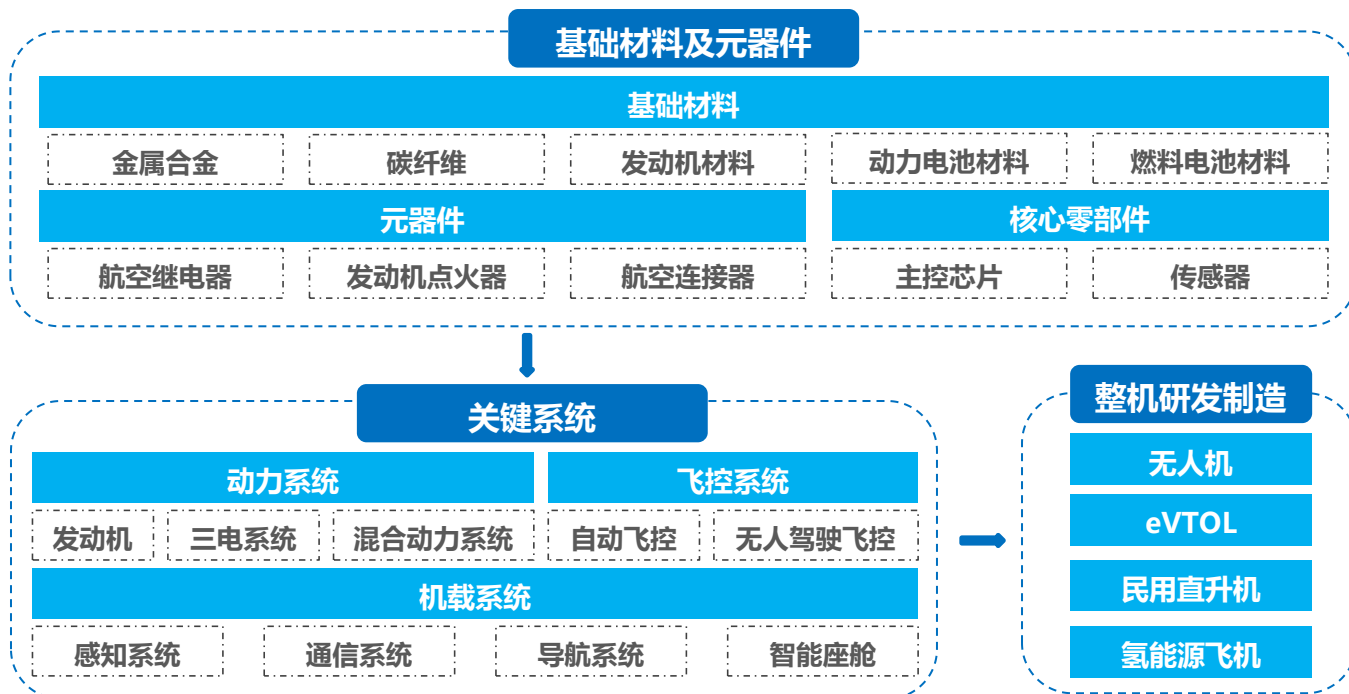 基础材料及元器件
基础材料
金属合金 碳纤维 发动机材料 动力电池材料 燃料电池材料
元器件 核心零部件
航空继电器 发动机点火器 航空连接器 主控芯片 传感器
关键系统
动力系统 飞控系统
发动机 三电系统 混合动力系统 自动飞控 无人驾驶飞控
机载系统
感知系统 通信系统 导航系统 智能座舱
整机研发制造
无人机
eVTOL
民用直升机
氢能源飞机